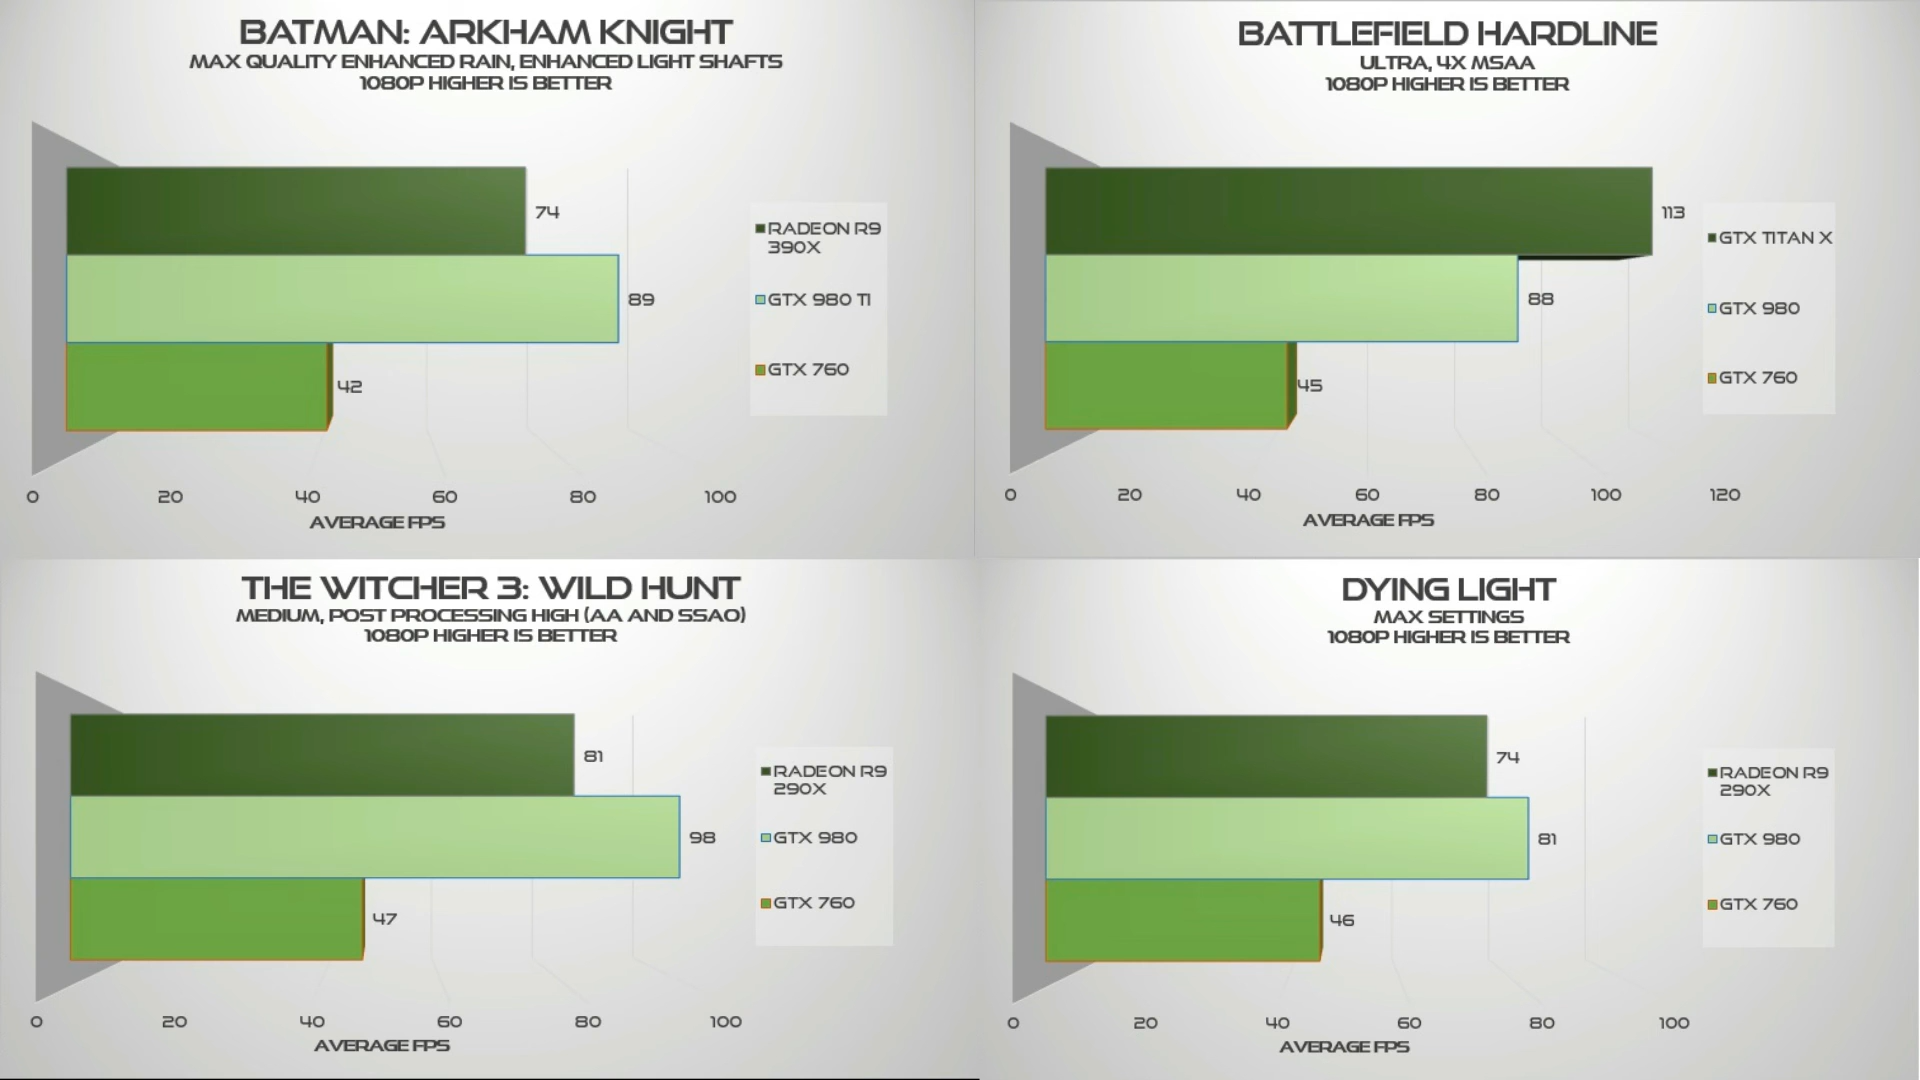 BATMAN: ARKHAM KNIGHT
MAX QUALITY ENHANCED RAIN, ENHANCED LIGHT SHAFTS
1080P HIGHER IS BETTER
74
89
42
RADEON R9
390X
GTX 980 TI
GTX 760
0 20 40 60 80 100
AVERAGE FPS
BATTLEFIELD HARDLINE
ULTRA, 4X MSAA
1080P HIGHER IS BETTER
113
88
45
GTX TITAN X
GTX 980
GTX 760
0 20 40 60 80 100 120
AVERAGE FPS
THE WITCHER 3: WILD HUNT
MEDIUM, POST PROCESSING HIGH (AA AND SSAO)
1080P HIGHER IS BETTER
81
98
47
RADEON R9
290X
GTX 980
GTX 760
0 20 40 60 80 100
AVERAGE FPS
DYING LIGHT
MAX SETTINGS
1080P HIGHER IS BETTER
74
81
46
RADEON R9
290X
GTX 980
GTX 760
0 20 40 60 80 100
AVERAGE FPS